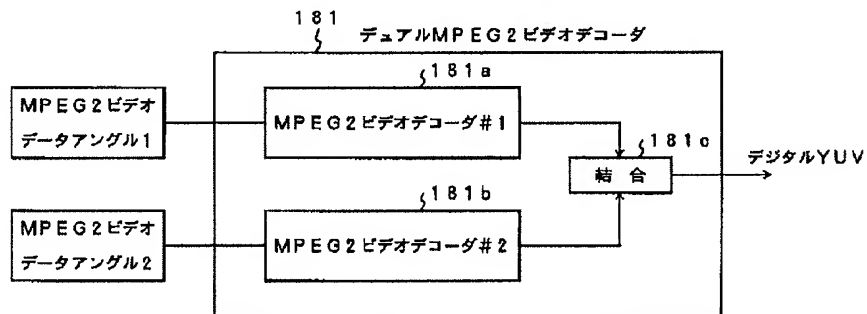 181
デュアルMPEG2ビデオデコーダ
181a
MPEG2ビデオ
データアングル1
MPEG2ビデオデコーダ#1
181c
結合
デジタルYUV
181b
MPEG2ビデオ
データアングル2
MPEG2ビデオデコーダ#2